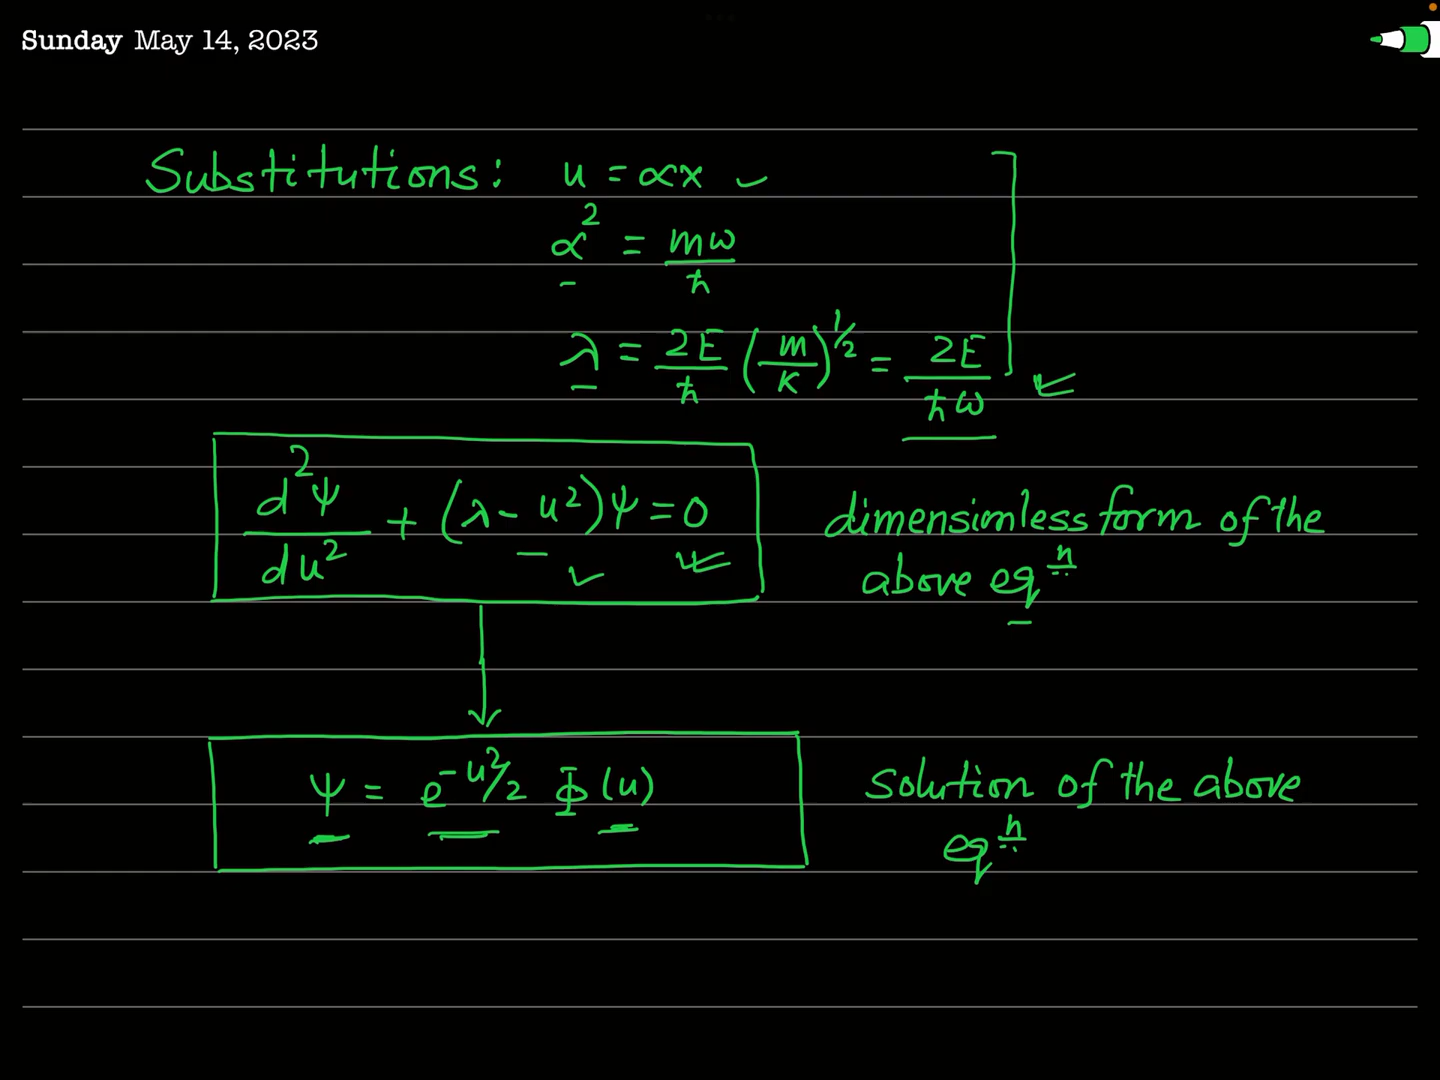 Sunday May 14, 2023
Substitutions: u = αx ✓
α² = mω/ħ
λ = 2E/ħ (m/K)^1/2 = 2E/ħω
d²Ψ/du² + (λ - u²)Ψ = 0
dimensionless form of the
above eqⁿ
Ψ = e^-u²/2 Φ(u)
Solution of the above
eqⁿ